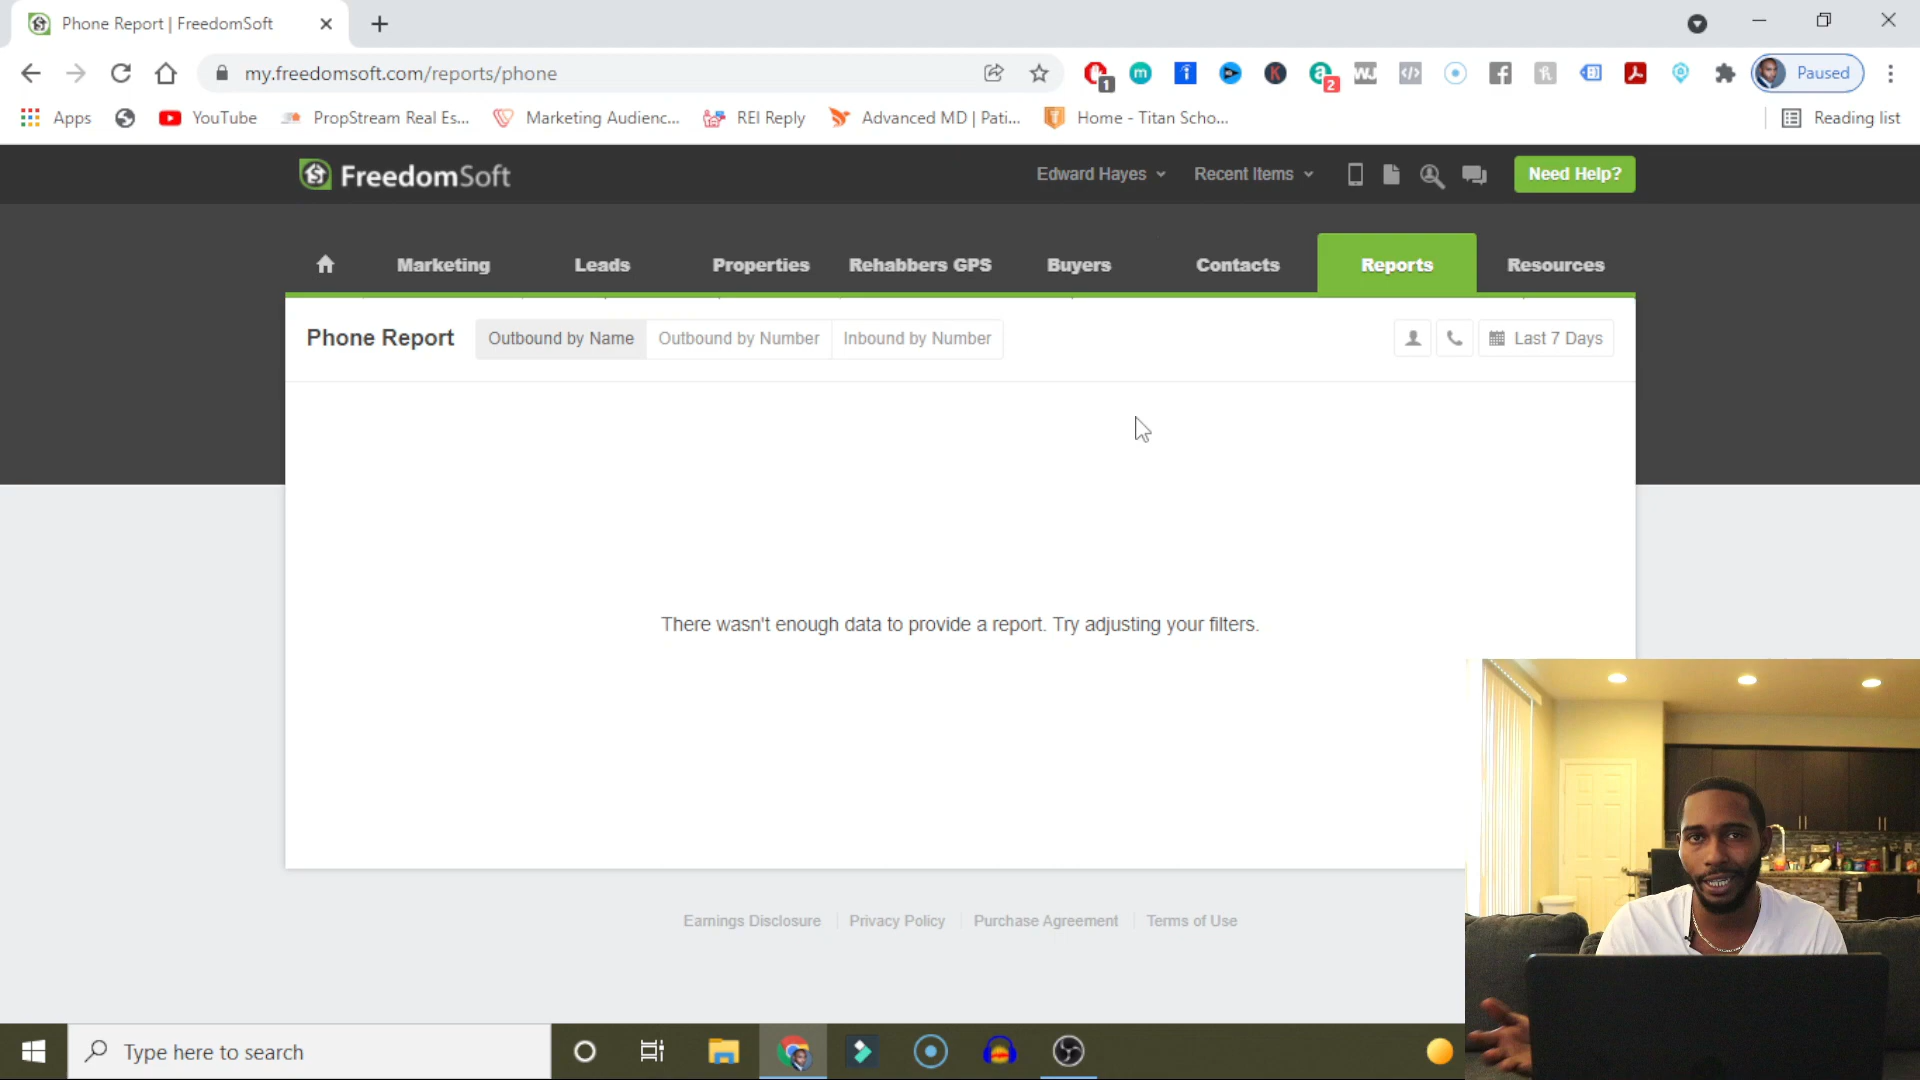 Phone Report | FreedomSoft
my.freedomsoft.com/reports/phone
1
m
K
a
2
WJ
Paused
Apps
YouTube
PropStream Real Es...
Marketing Audienc...
REI Reply
Advanced MD | Pati...
Home - Titan Scho...
Reading list
FreedomSoft
Edward Hayes
Recent Items
Need Help?
Marketing
Leads
Properties
Rehabbers GPS
Buyers
Contacts
Reports
Resources
Phone Report
Outbound by Name
Outbound by Number
Inbound by Number
Last 7 Days
There wasn't enough data to provide a report. Try adjusting your filters.
Earnings Disclosure
Privacy Policy
Purchase Agreement
Terms of Use
Type here to search